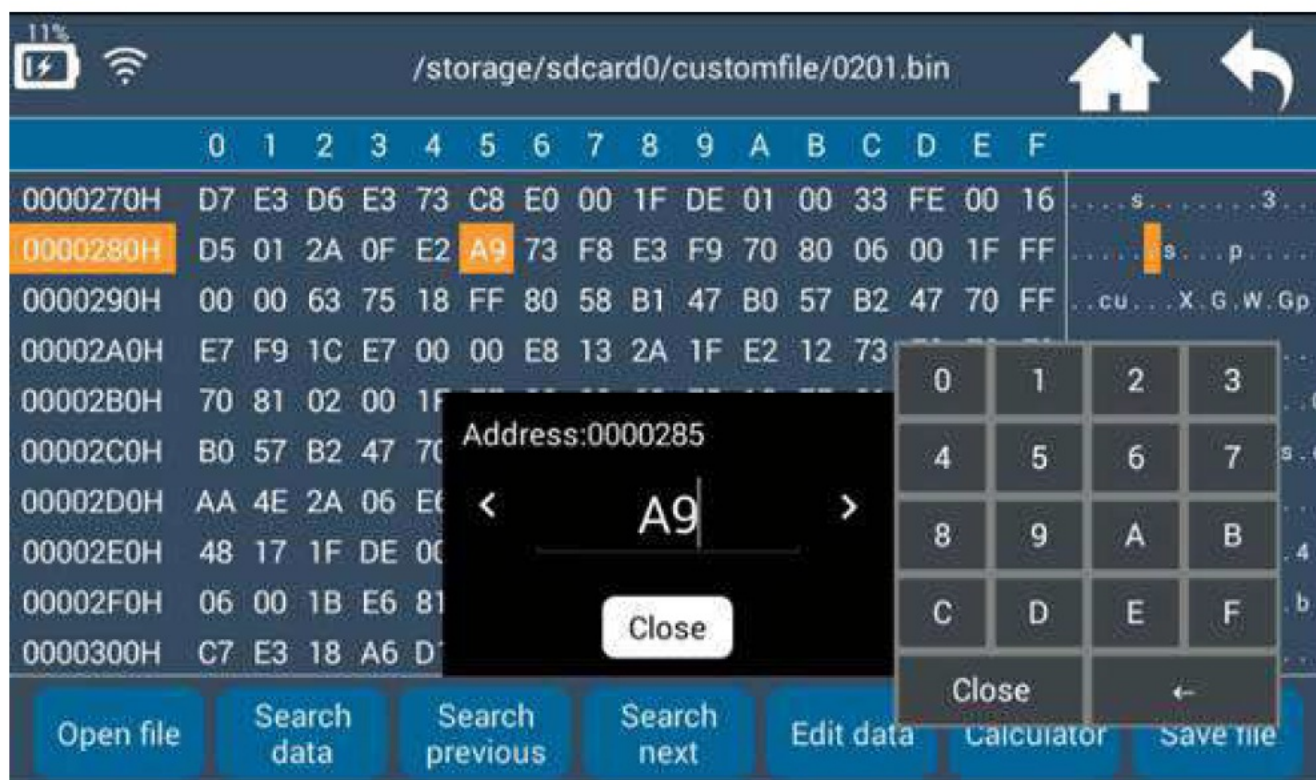 11%
/storage/sdcard0/customfile/0201.bin
0 1 2 3 4 5 6 7 8 9 A B C D E F
0000270H D7 E3 D6 E3 73 C8 E0 00 1F DE 01 00 33 FE 00 16 ....s.......3..
0000280H D5 01 2A 0F E2 A9 73 F8 E3 F9 70 80 06 00 1F FF ......s...p....
0000290H 00 00 63 75 18 FF 80 58 B1 47 B0 57 B2 47 70 FF ..cu...X.G.W.Gp
00002A0H E7 F9 1C E7 00 00 E8 13 2A 1F E2 12 73
00002B0H 70 81 02 00 1F
00002C0H B0 57 B2 47 70
00002D0H AA 4E 2A 06 E6
00002E0H 48 17 1F DE 00
00002F0H 06 00 1B E6 81
0000300H C7 E3 18 A6
Address:0000285
< A9 >
Close
0 1 2 3
4 5 6 7
8 9 A B
C D E F
Close ←
Open file
Search data
Search previous
Search next
Edit data
Calculator
Save file